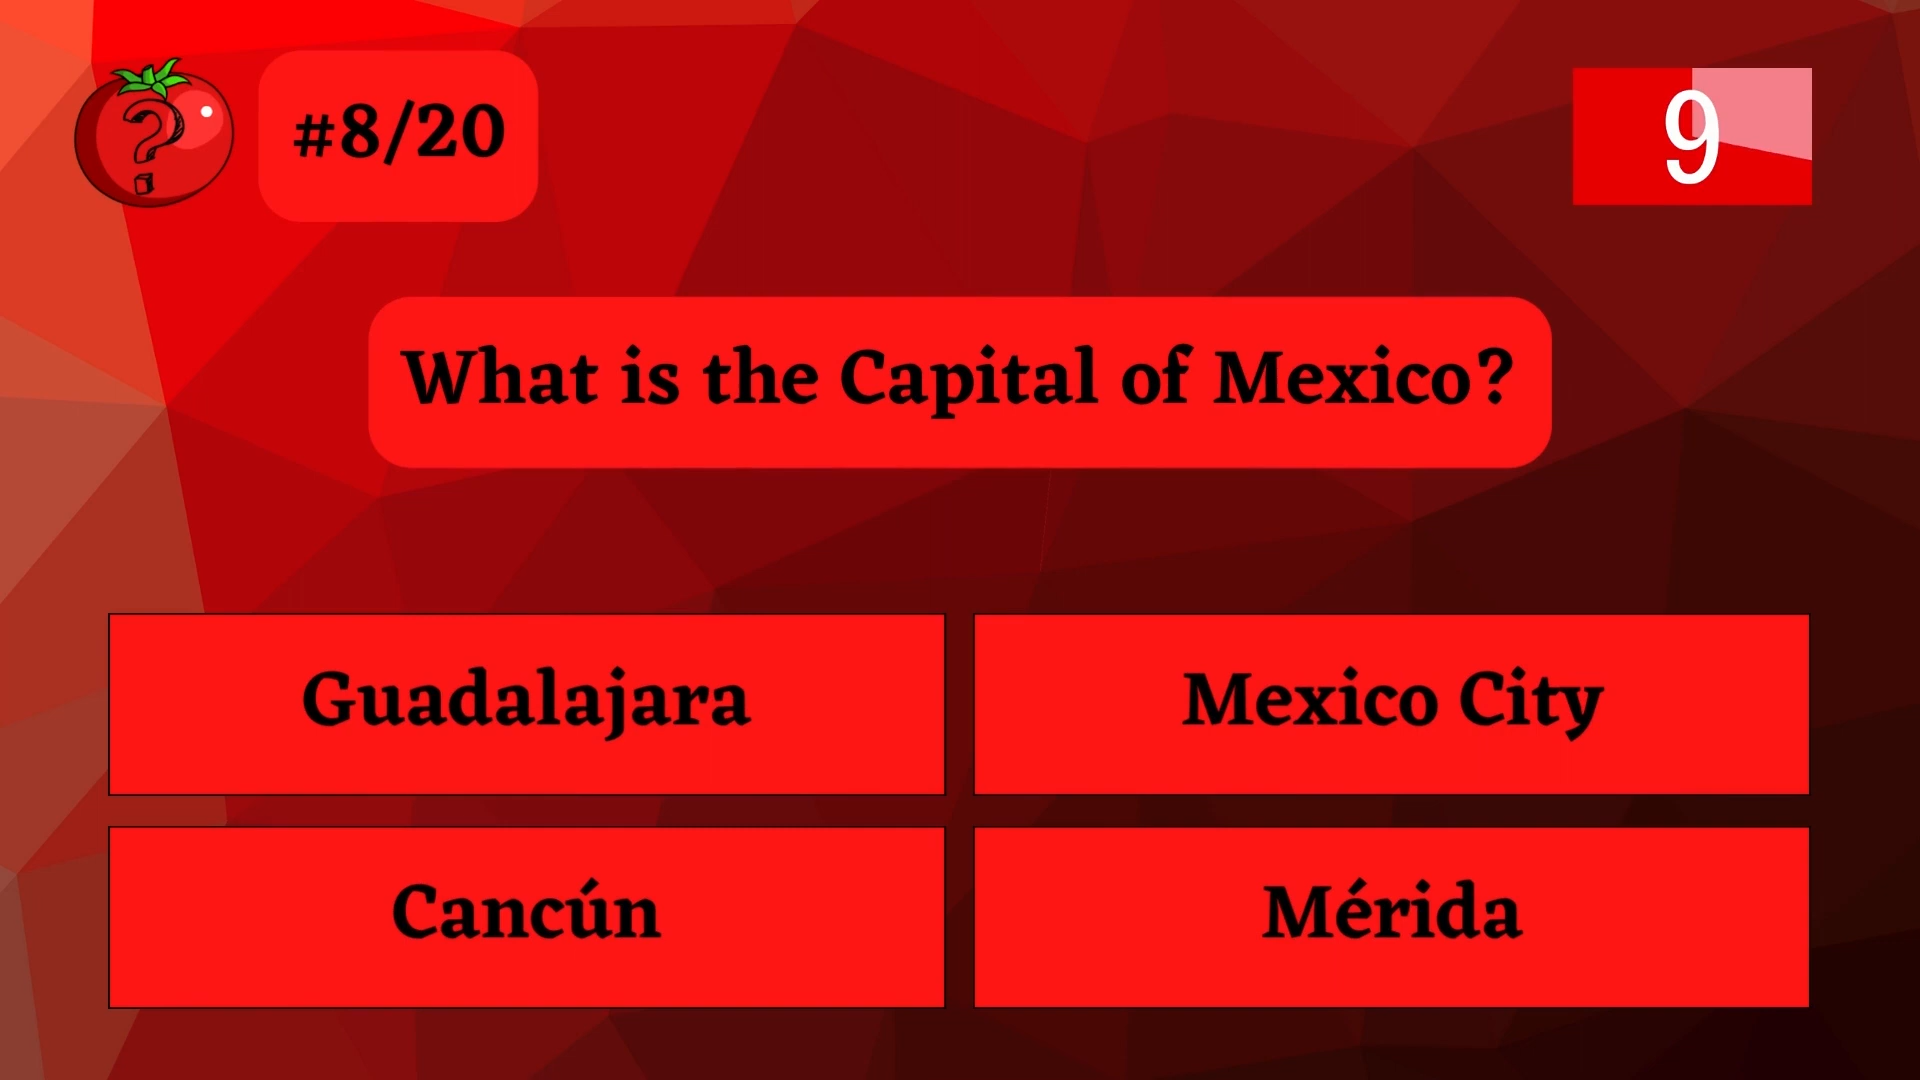 ?
#8/20
9
What is the Capital of Mexico?
Guadalajara
Mexico City
Cancún
Mérida